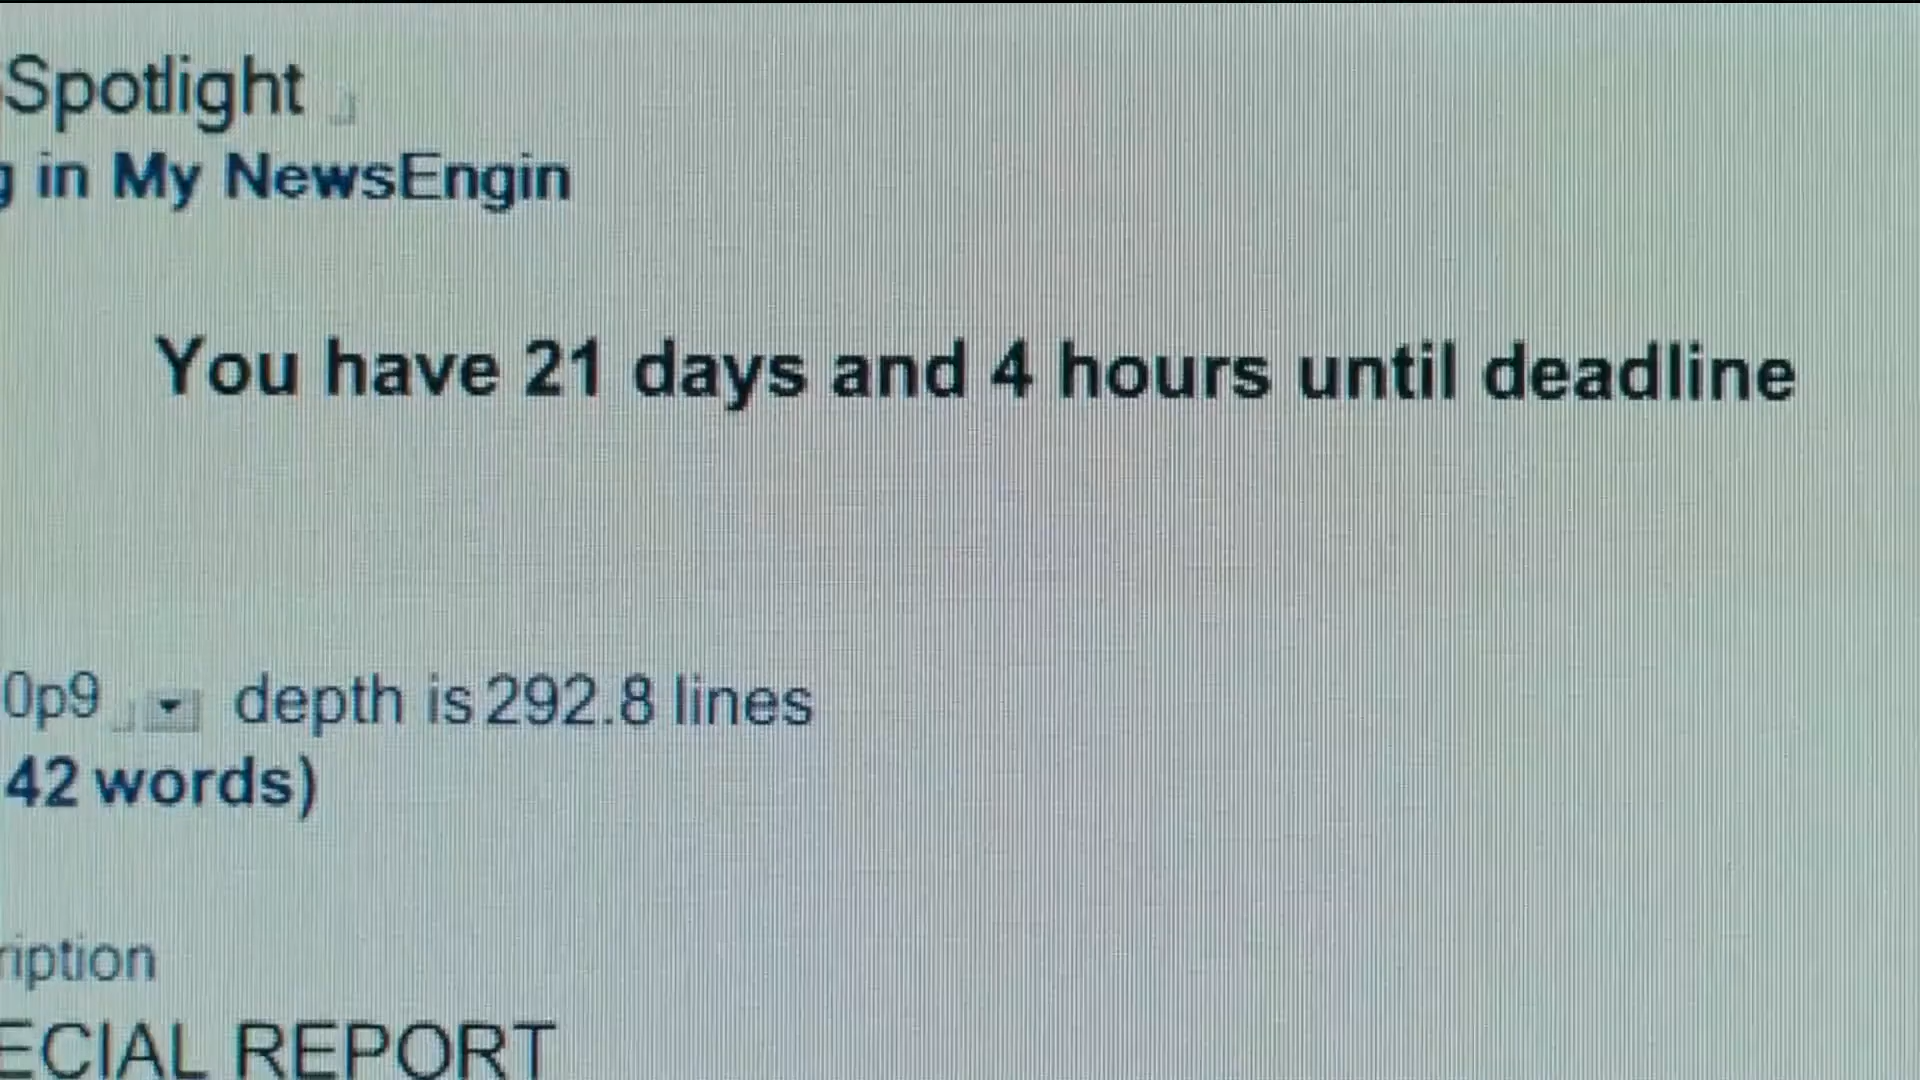 Spotlight
in My NewsEngin
You have 21 days and 4 hours until deadline
0p9 depth is 292.8 lines
42 words)
ription
ECIAL REPORT